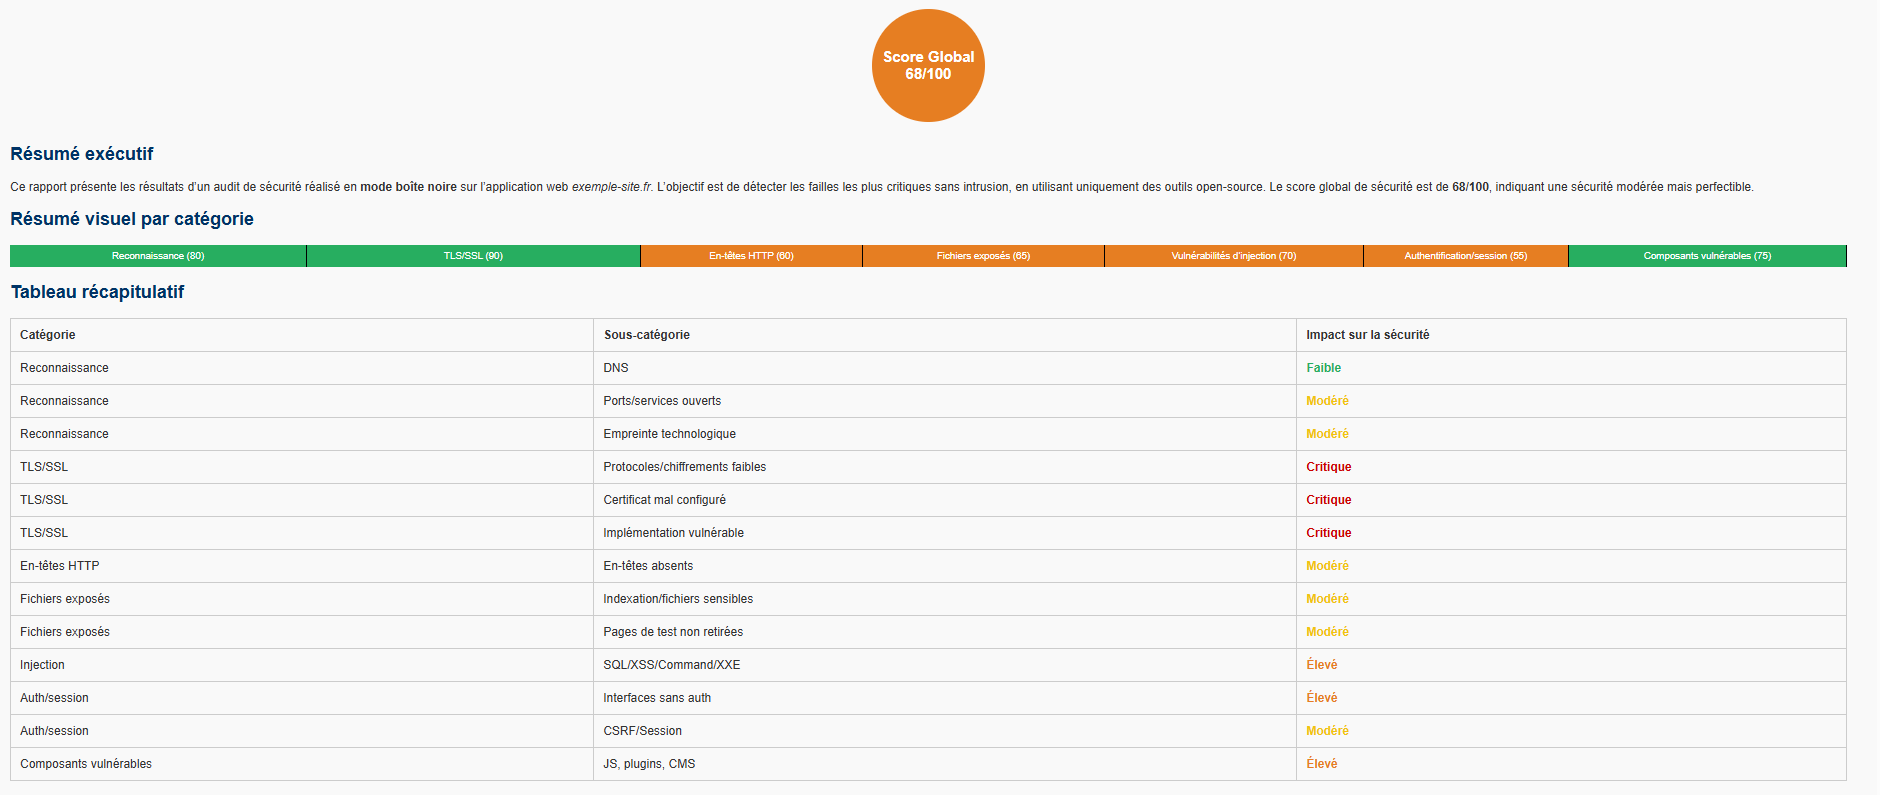 Score Global
68/100
Résumé exécutif
Ce rapport présente les résultats d'un audit de sécurité réalisé en mode boîte noire sur l'application web exemple-site.fr. L'objectif est de détecter les failles les plus critiques sans intrusion, en utilisant uniquement des outils open-source. Le score global de sécurité est de 68/100, indiquant une sécurité modérée mais perfectible.
Résumé visuel par catégorie
Reconnaissance (80) TLS/SSL (90) En-têtes HTTP (60) Fichiers exposés (65) Vulnérabilités d'injection (70) Authentification/session (55) Composants vulnérables (75)
Tableau récapitulatif
Catégorie Sous-catégorie Impact sur la sécurité
Reconnaissance DNS Faible
Reconnaissance Ports/services ouverts Modéré
Reconnaissance Empreinte technologique Modéré
TLS/SSL Protocoles/chiffrements faibles Critique
TLS/SSL Certificat mal configuré Critique
TLS/SSL Implémentation vulnérable Critique
En-têtes HTTP En-têtes absents Modéré
Fichiers exposés Indexation/fichiers sensibles Modéré
Fichiers exposés Pages de test non retirées Modéré
Injection SQL/XSS/Command/XXE Élevé
Auth/session Interfaces sans auth Élevé
Auth/session CSRF/Session Modéré
Composants vulnérables JS, plugins, CMS Élevé